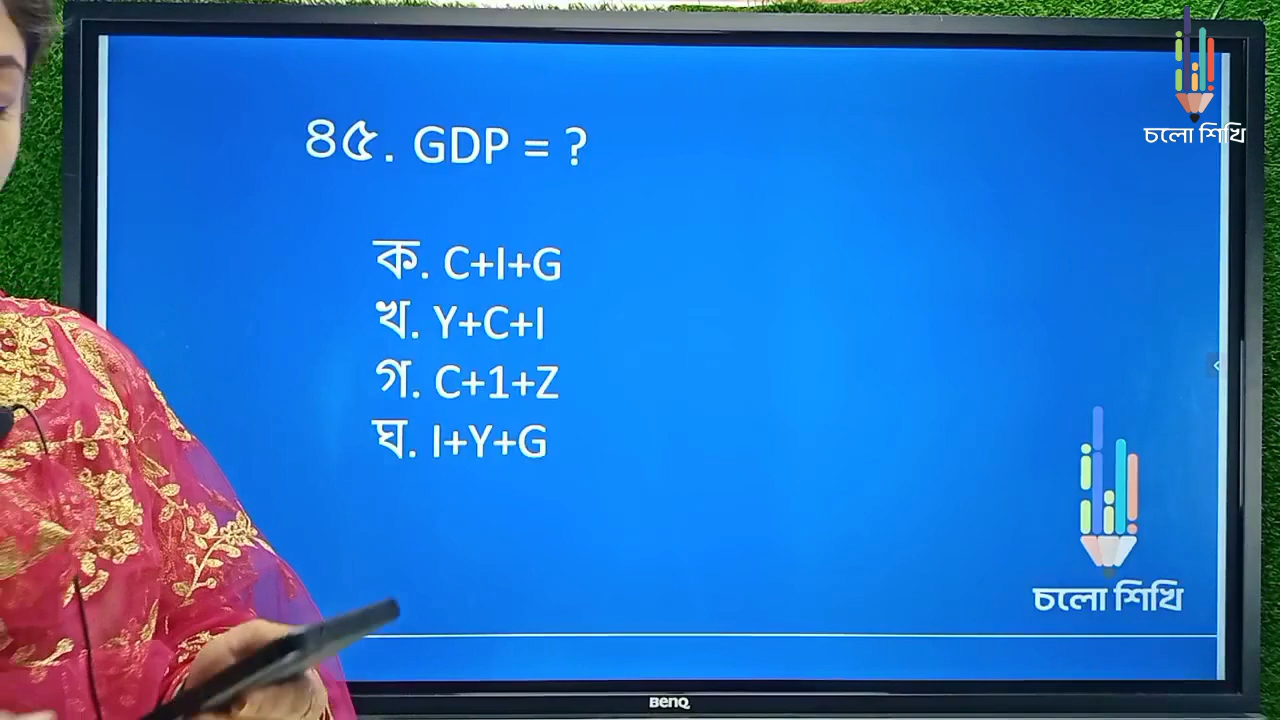 চলো শিখি
৪৫. GDP = ?
ক. C+I+G
খ. Y+C+I
গ. C+1+Z
ঘ. I+Y+G
চলো শিখি
BenQ